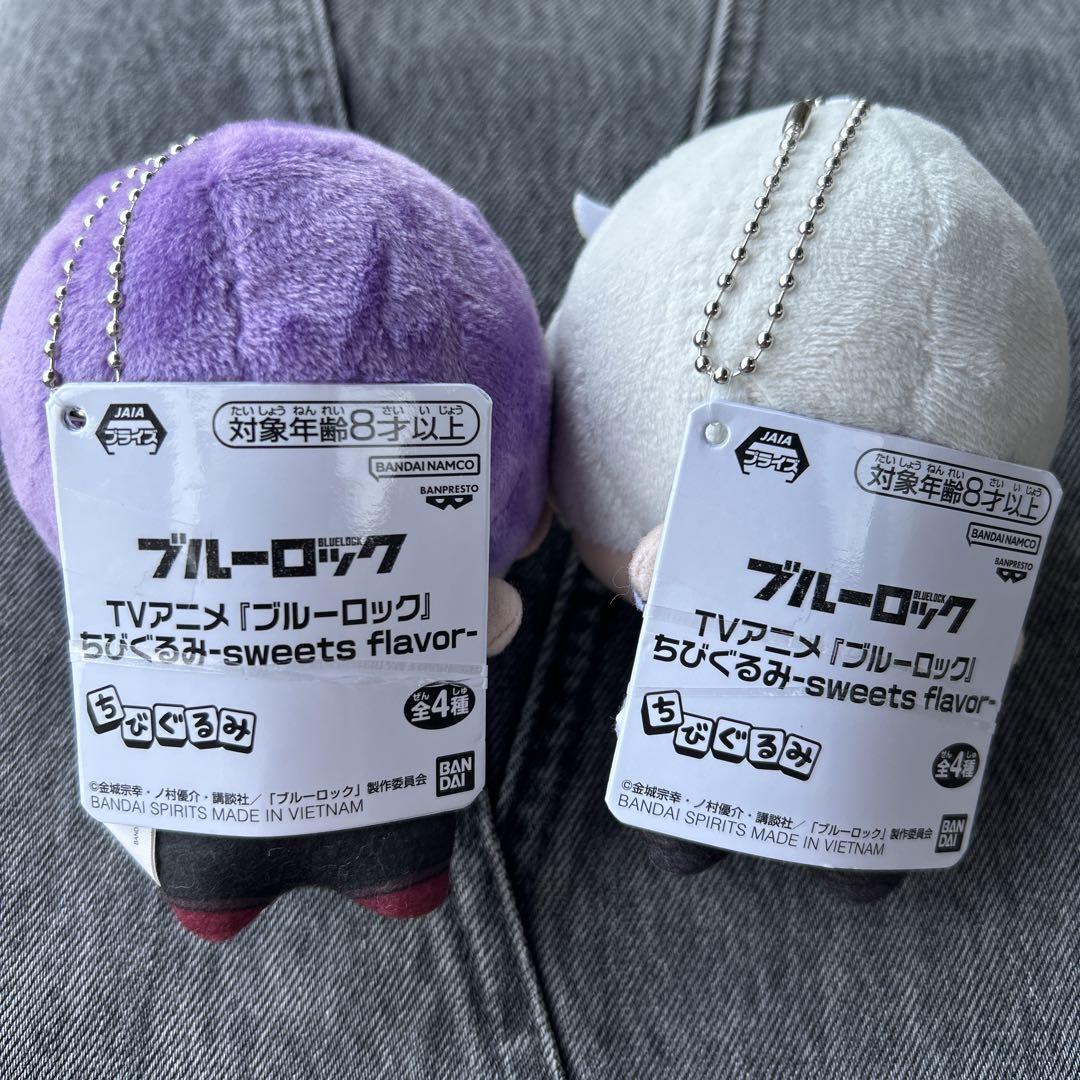 JAIA
プライズ
たいしょうねんれい さいいじょう
対象年齢8才以上
BANDAI NAMCO
BANPRESTO
ブルーロック
BLUELOCK
TVアニメ『ブルーロック』
ちびぐるみ-sweets flavor-
ちびぐるみ
ぜん しゅ
全4種
©金城宗幸・ノ村優介・講談社/「ブルーロック」製作委員会
BANDAI SPIRITS MADE IN VIETNAM
BAN
DAI
JAIA
プライズ
たいしょうねんれい さいいじょう
対象年齢8才以上
BANDAI NAMCO
BANPRESTO
ブルーロック
BLUELOCK
TVアニメ『ブルーロック』
ちびぐるみ-sweets flavor-
ちびぐるみ
ぜん しゅ
全4種
©金城宗幸・ノ村優介・講談社/「ブルーロック」製作委員会
BANDAI SPIRITS MADE IN VIETNAM
BAN
DAI